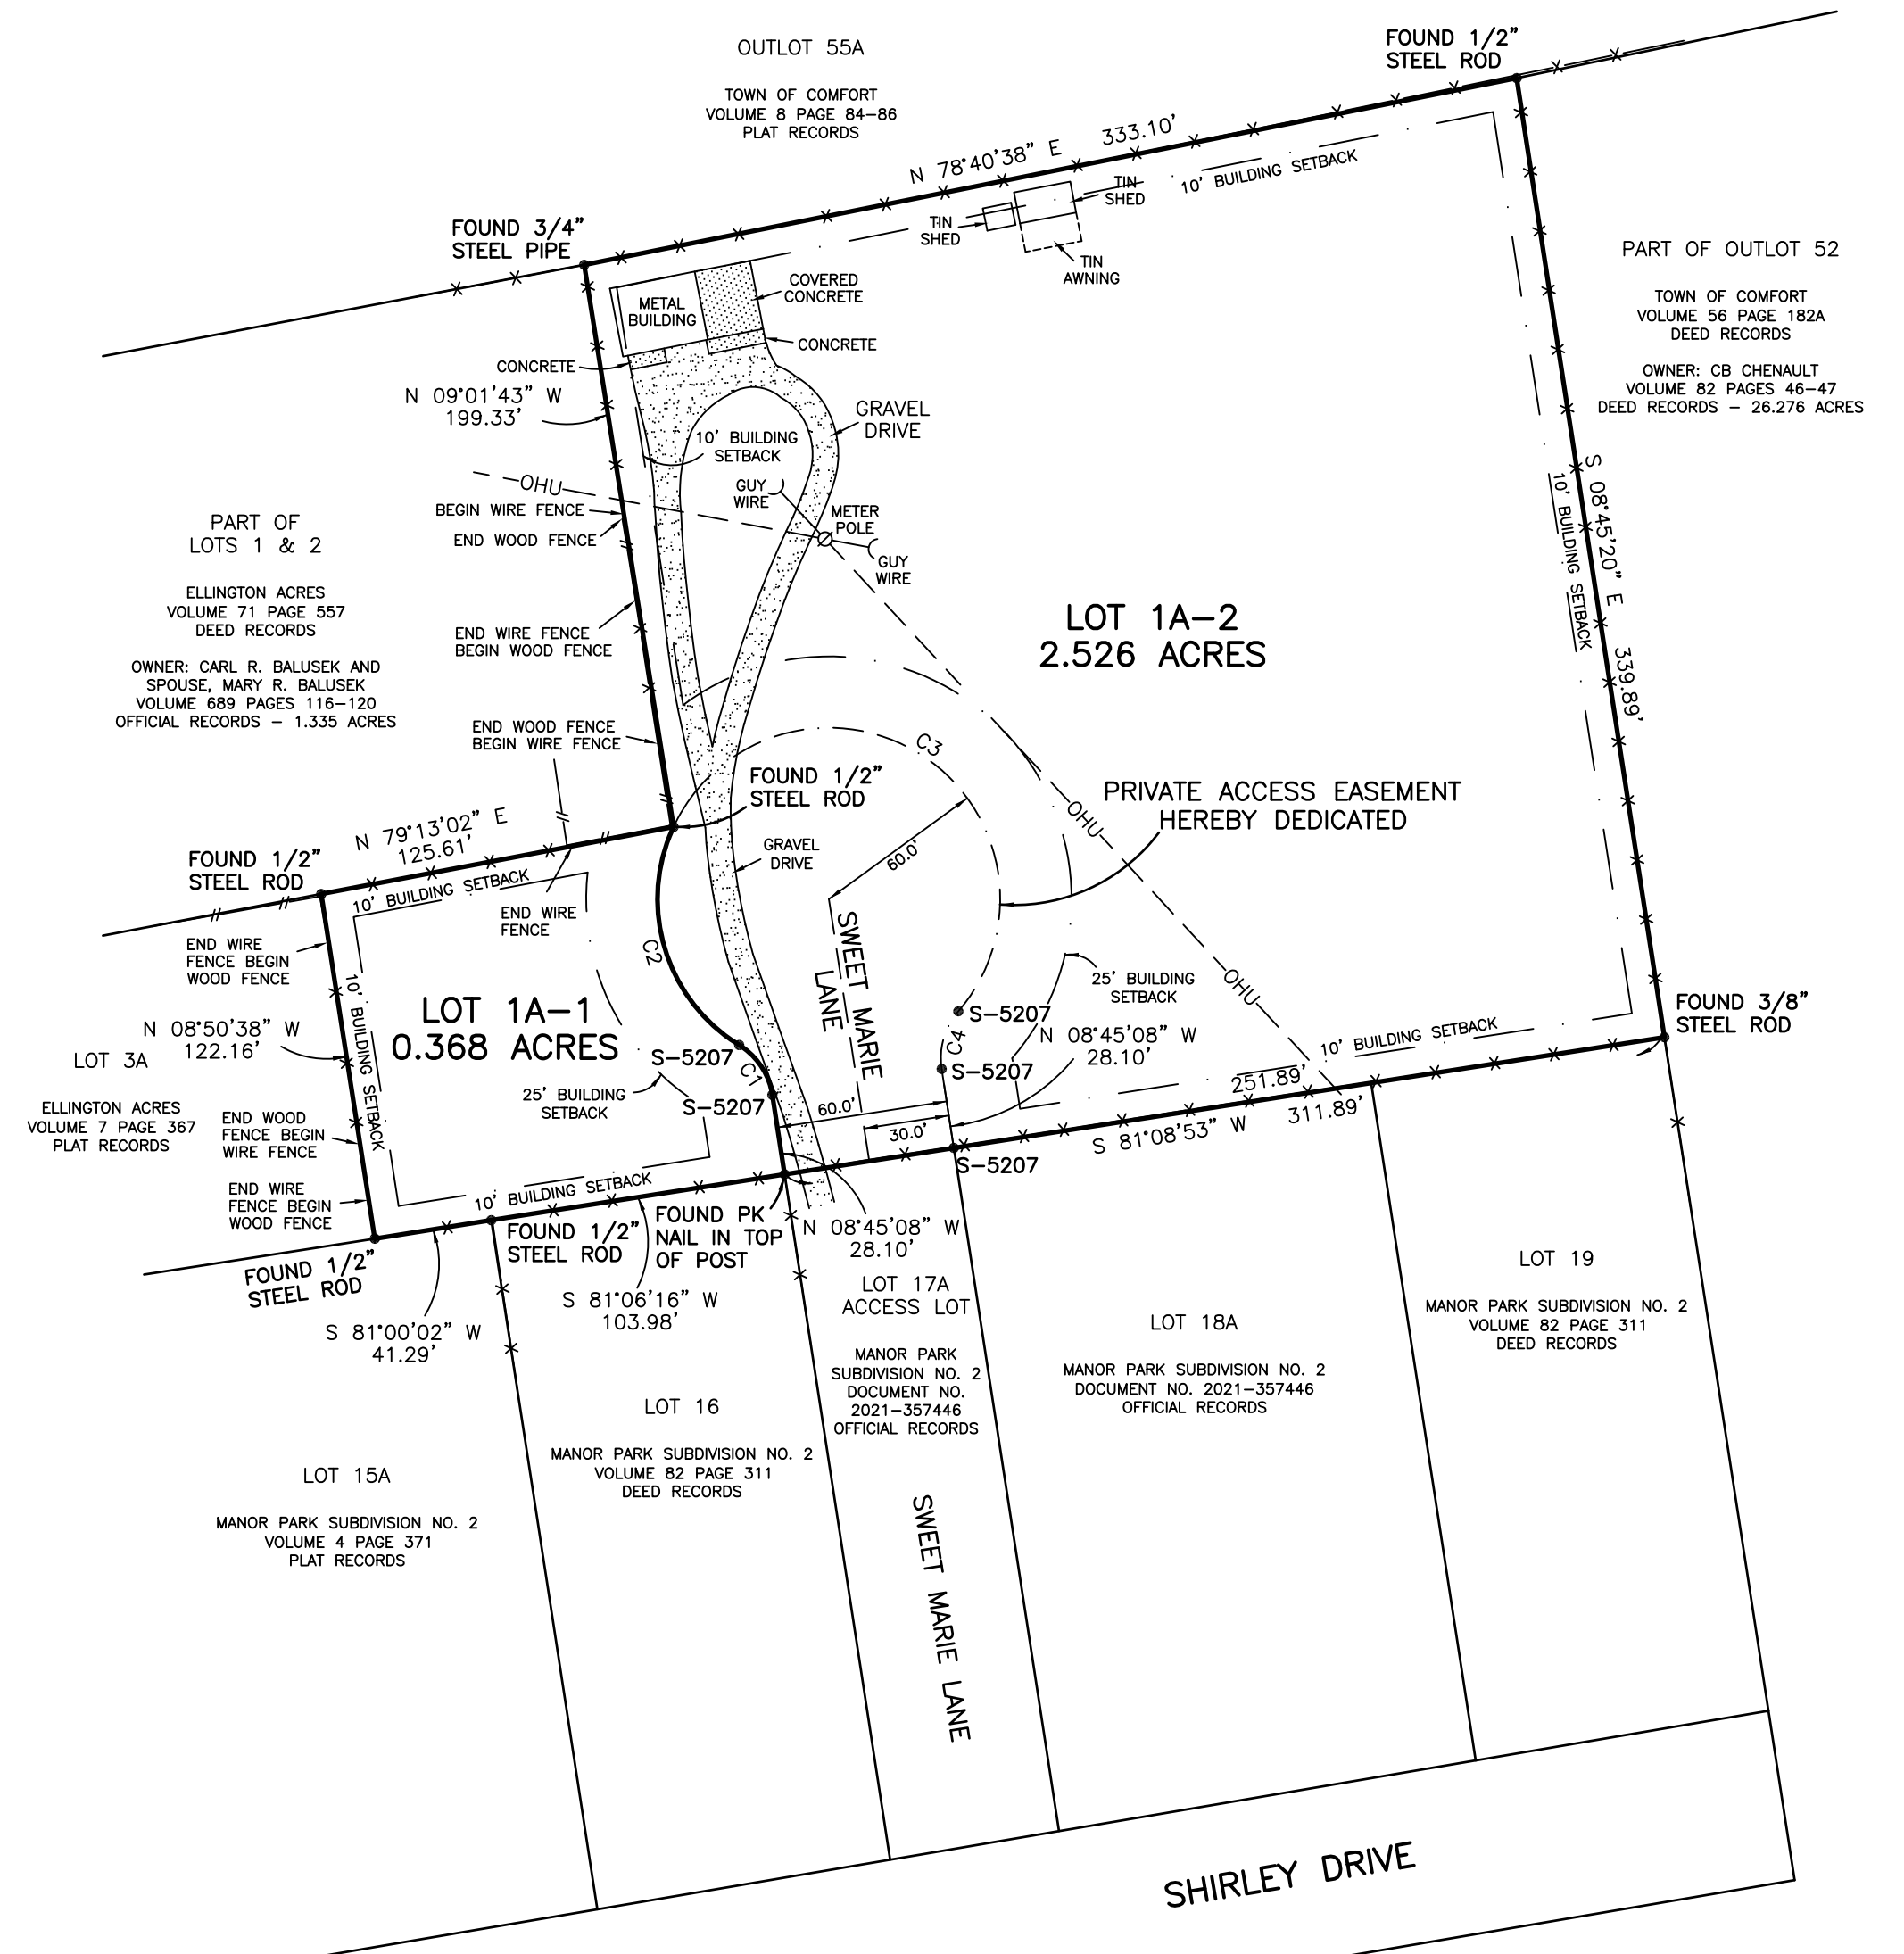 OUTLOT 55A
TOWN OF COMFORT
VOLUME 8 PAGE 84–86
PLAT RECORDS
FOUND 1/2”
STEEL ROD
N 78°40'38” E 333.10'
10' BUILDING SETBACK
TIN
SHED
TIN
SHED
TIN
AWNING
FOUND 3/4”
STEEL PIPE
COVERED
CONCRETE
METAL
BUILDING
CONCRETE
CONCRETE
N 09°01'43” W
199.33'
GRAVEL
DRIVE
10' BUILDING
SETBACK
OHU
GUY
WIRE
METER
POLE
GUY
WIRE
BEGIN WIRE FENCE
END WOOD FENCE
END WIRE FENCE
BEGIN WOOD FENCE
END WOOD FENCE
BEGIN WIRE FENCE
PART OF OUTLOT 52
TOWN OF COMFORT
VOLUME 56 PAGE 182A
DEED RECORDS
OWNER: CB CHENAULT
VOLUME 82 PAGES 46–47
DEED RECORDS – 26.276 ACRES
S 08°45'20” E 339.89'
10' BUILDING SETBACK
PART OF
LOTS 1 & 2
ELLINGTON ACRES
VOLUME 71 PAGE 557
DEED RECORDS
OWNER: CARL R. BALUSEK AND
SPOUSE, MARY R. BALUSEK
VOLUME 689 PAGES 116–120
OFFICIAL RECORDS – 1.335 ACRES
LOT 1A–2
2.526 ACRES
C3
FOUND 1/2”
STEEL ROD
PRIVATE ACCESS EASEMENT
HEREBY DEDICATED
OHU
60.0'
GRAVEL
DRIVE
N 79°13'02” E
125.61'
FOUND 1/2”
STEEL ROD
10' BUILDING SETBACK
END WIRE
FENCE
END WIRE
FENCE BEGIN
WOOD FENCE
C2
SWEET MARIE
LANE
OHU
25' BUILDING
SETBACK
S–5207
N 08°45'08” W
28.10'
C4
S–5207
FOUND 3/8”
STEEL ROD
10' BUILDING SETBACK
251.89'
311.89'
S 81°08'53” W
LOT 1A–1
0.368 ACRES
10' BUILDING SETBACK
N 08°50'38” W
122.16'
LOT 3A
ELLINGTON ACRES
VOLUME 7 PAGE 367
PLAT RECORDS
S–5207
C1
25' BUILDING
SETBACK
S–5207
60.0'
30.0'
S–5207
END WOOD
FENCE BEGIN
WIRE FENCE
END WIRE
FENCE BEGIN
WOOD FENCE
10' BUILDING SETBACK
FOUND 1/2”
STEEL ROD
FOUND 1/2”
STEEL ROD
FOUND PK
NAIL IN TOP
OF POST
N 08°45'08” W
28.10'
S 81°06'16” W
103.98'
S 81°00'02” W
41.29'
LOT 17A
ACCESS LOT
MANOR PARK
SUBDIVISION NO. 2
DOCUMENT NO.
2021–357446
OFFICIAL RECORDS
LOT 18A
MANOR PARK SUBDIVISION NO. 2
DOCUMENT NO. 2021–357446
OFFICIAL RECORDS
LOT 19
MANOR PARK SUBDIVISION NO. 2
VOLUME 82 PAGE 311
DEED RECORDS
LOT 16
MANOR PARK SUBDIVISION NO. 2
VOLUME 82 PAGE 311
DEED RECORDS
LOT 15A
MANOR PARK SUBDIVISION NO. 2
VOLUME 4 PAGE 371
PLAT RECORDS
SWEET MARIE LANE
SHIRLEY DRIVE